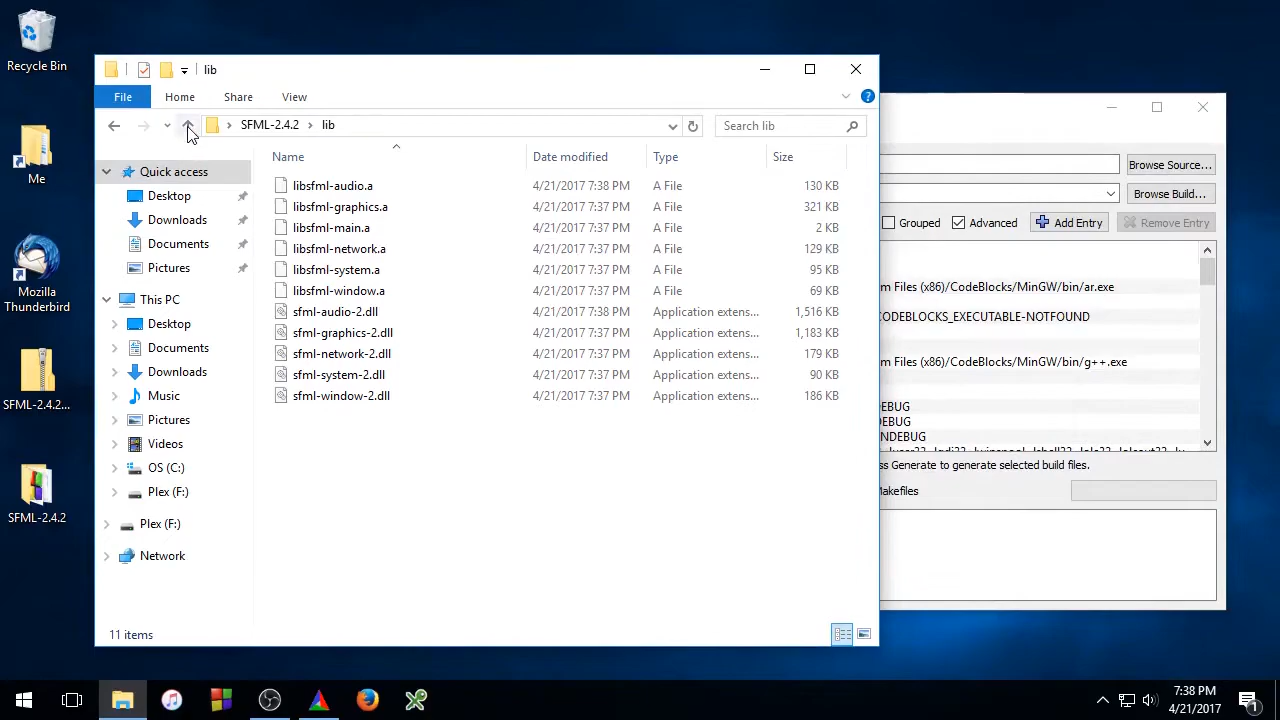 Recycle Bin
Me
Mozilla
Thunderbird
SFML-2.4.2...
SFML-2.4.2
lib
File
Home
Share
View
SFML-2.4.2
lib
Search lib
Quick access
Desktop
Downloads
Documents
Pictures
This PC
Desktop
Documents
Downloads
Music
Pictures
Videos
OS (C:)
Plex (F:)
Plex (F:)
Network
Name Date modified Type Size
libsfml-audio.a 4/21/2017 7:38 PM A File 130 KB
libsfml-graphics.a 4/21/2017 7:38 PM A File 321 KB
libsfml-main.a 4/21/2017 7:38 PM A File 2 KB
libsfml-network.a 4/21/2017 7:38 PM A File 129 KB
libsfml-system.a 4/21/2017 7:37 PM A File 95 KB
libsfml-window.a 4/21/2017 7:37 PM A File 69 KB
sfml-audio-2.dll 4/21/2017 7:38 PM Application extens... 1,516 KB
sfml-graphics-2.dll 4/21/2017 7:38 PM Application extens... 1,183 KB
sfml-network-2.dll 4/21/2017 7:37 PM Application extens... 179 KB
sfml-system-2.dll 4/21/2017 7:37 PM Application extens... 90 KB
sfml-window-2.dll 4/21/2017 7:37 PM Application extens... 186 KB
11 items
Browse Source...
Browse Build...
Grouped
Advanced
Add Entry
Remove Entry
m Files (x86)/CodeBlocks/MinGW/bin/ar.exe
CODEBLOCKS_EXECUTABLE-NOTFOUND
m Files (x86)/CodeBlocks/MinGW/bin/g++.exe
EBUG
DEBUG
NDEBUG
ss Generate to generate selected build files.
Makefiles
7:38 PM
4/21/2017
1